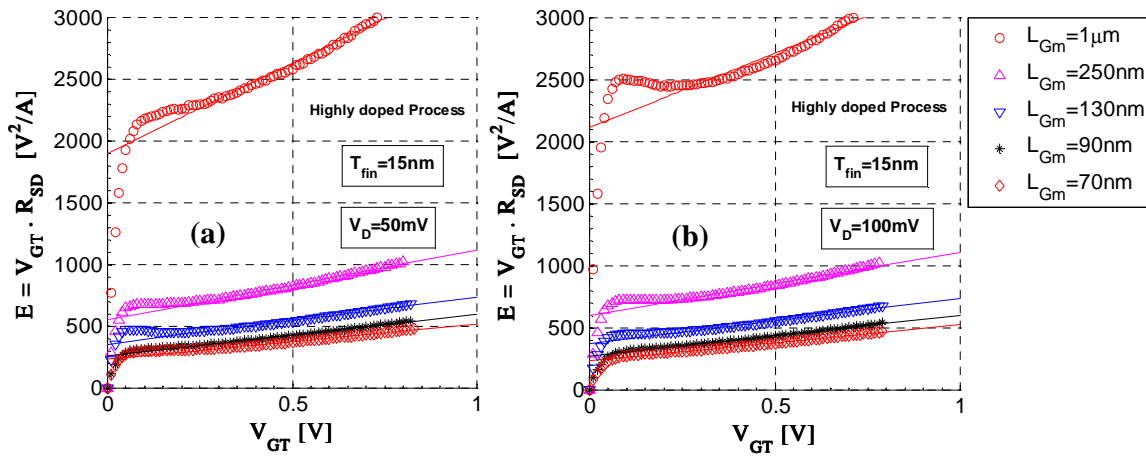 E = V_GT · R_SD [V²/A]
3000
2500
2000
1500
1000
500
0
0
0.5
1
V_GT [V]
Highly doped Process
T_fin=15nm
V_D=50mV
(a)
E = V_GT · R_SD [V²/A]
3000
2500
2000
1500
1000
500
0
0
0.5
1
V_GT [V]
Highly doped Process
T_fin=15nm
V_D=100mV
(b)
L_Gm=1μm
L_Gm=250nm
L_Gm=130nm
L_Gm=90nm
L_Gm=70nm